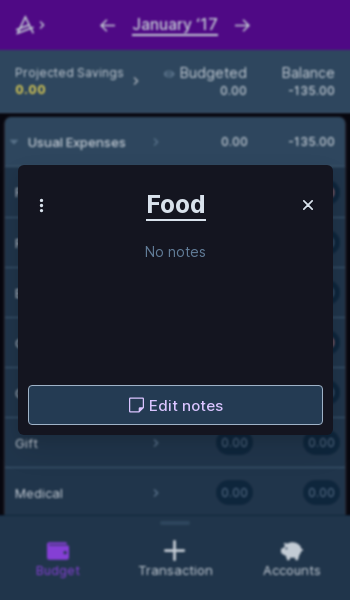 January '17
Projected Savings
0.00
Budgeted
0.00
Balance
-135.00
Usual Expenses 0.00 -135.00
Food
No notes
Edit notes
Gift 0.00 0.00
Medical 0.00 0.00
Budget Transaction Accounts